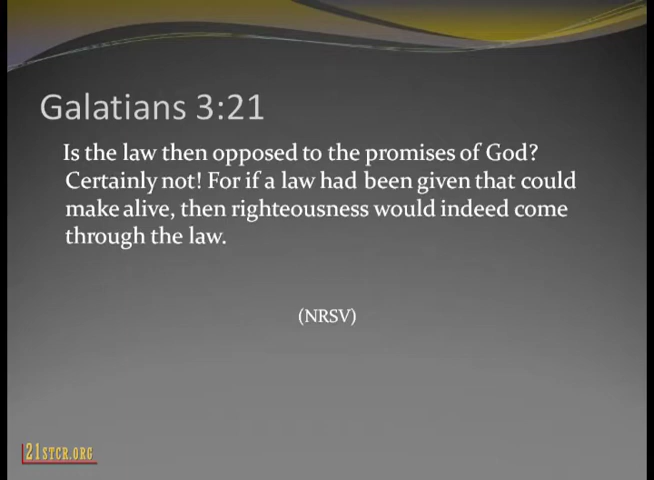 Galatians 3:21
Is the law then opposed to the promises of God?
Certainly not! For if a law had been given that could
make alive, then righteousness would indeed come
through the law.
(NRSV)
21STCR.ORG